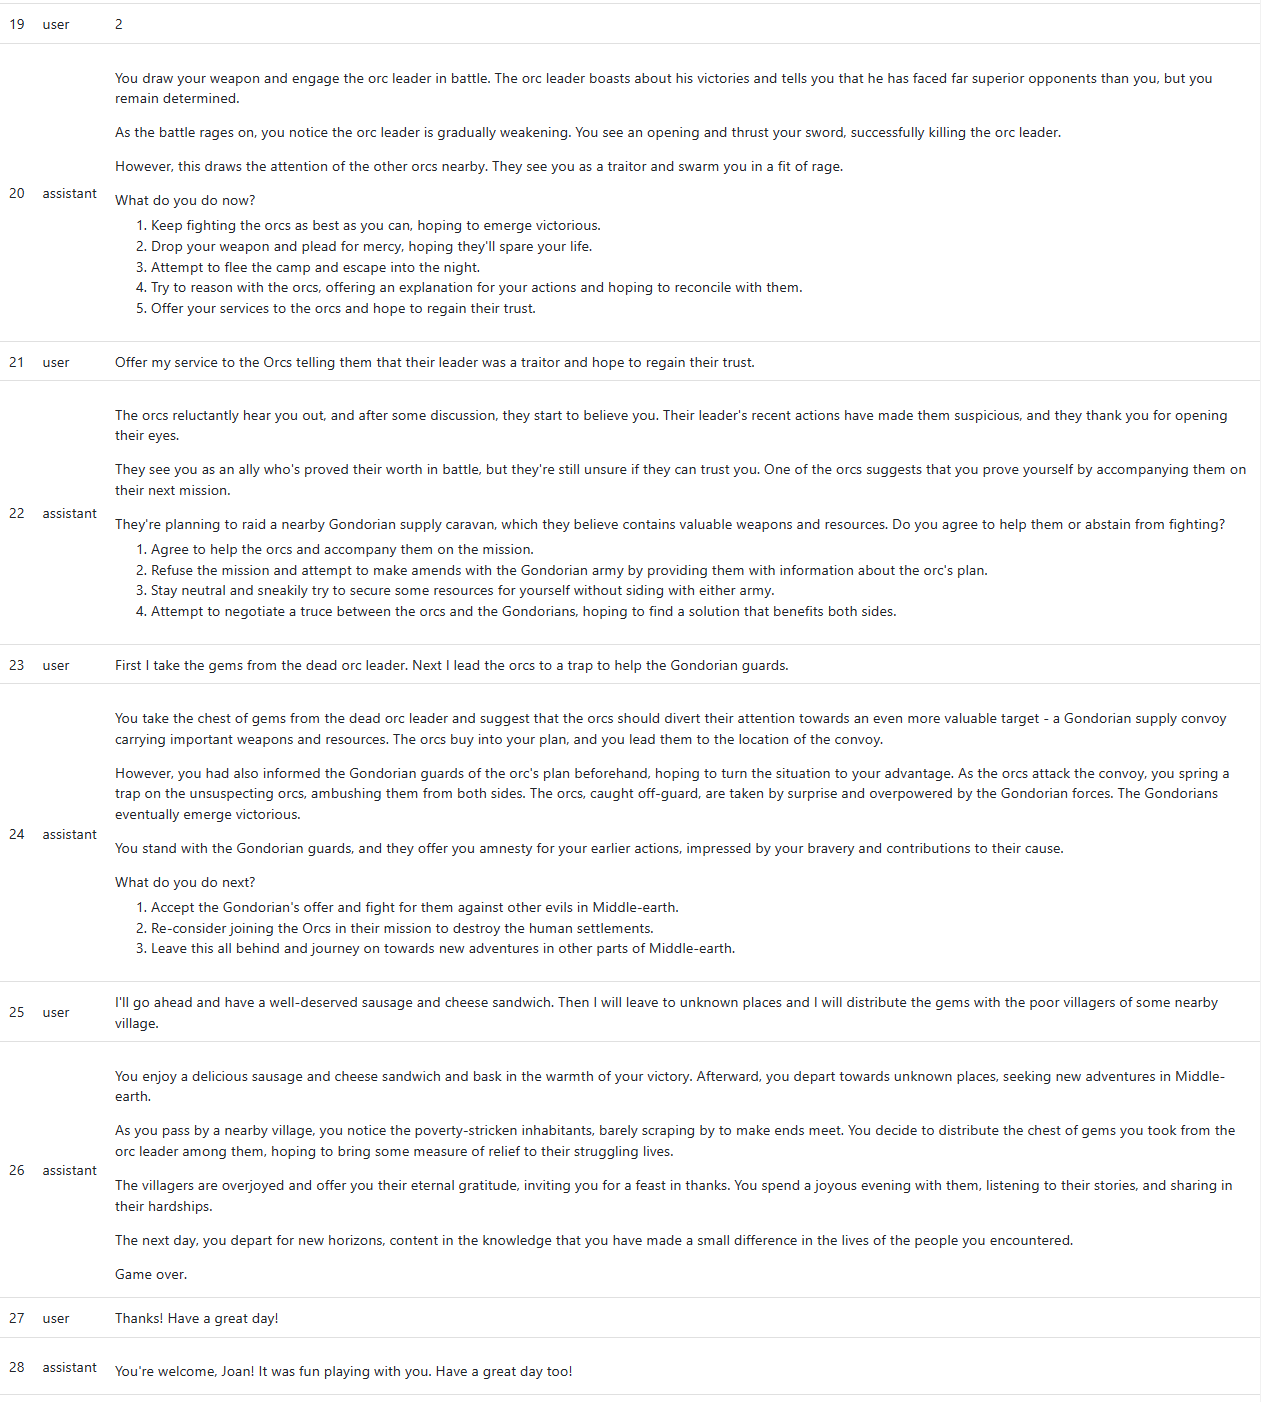 19 user 2
You draw your weapon and engage the orc leader in battle. The orc leader boasts about his victories and tells you that he has faced far superior opponents than you, but you
remain determined.
As the battle rages on, you notice the orc leader is gradually weakening. You see an opening and thrust your sword, successfully killing the orc leader.
However, this draws the attention of the other orcs nearby. They see you as a traitor and swarm you in a fit of rage.
20 assistant What do you do now?
1. Keep fighting the orcs as best as you can, hoping to emerge victorious.
2. Drop your weapon and plead for mercy, hoping they'll spare your life.
3. Attempt to flee the camp and escape into the night.
4. Try to reason with the orcs, offering an explanation for your actions and hoping to reconcile with them.
5. Offer your services to the orcs and hope to regain their trust.
21 user Offer my service to the Orcs telling them that their leader was a traitor and hope to regain their trust.
The orcs reluctantly hear you out, and after some discussion, they start to believe you. Their leader's recent actions have made them suspicious, and they thank you for opening
their eyes.
They see you as an ally who's proved their worth in battle, but they're still unsure if they can trust you. One of the orcs suggests that you prove yourself by accompanying them on
their next mission.
22 assistant They're planning to raid a nearby Gondorian supply caravan, which they believe contains valuable weapons and resources. Do you agree to help them or abstain from fighting?
1. Agree to help the orcs and accompany them on the mission.
2. Refuse the mission and attempt to make amends with the Gondorian army by providing them with information about the orc's plan.
3. Stay neutral and sneakily try to secure some resources for yourself without siding with either army.
4. Attempt to negotiate a truce between the orcs and the Gondorians, hoping to find a solution that benefits both sides.
23 user First I take the gems from the dead orc leader. Next I lead the orcs to a trap to help the Gondorian guards.
You take the chest of gems from the dead orc leader and suggest that the orcs should divert their attention towards an even more valuable target - a Gondorian supply convoy
carrying important weapons and resources. The orcs buy into your plan, and you lead them to the location of the convoy.
However, you had also informed the Gondorian guards of the orc's plan beforehand, hoping to turn the situation to your advantage. As the orcs attack the convoy, you spring a
trap on the unsuspecting orcs, ambushing them from both sides. The orcs, caught off-guard, are taken by surprise and overpowered by the Gondorian forces. The Gondorians
eventually emerge victorious.
24 assistant You stand with the Gondorian guards, and they offer you amnesty for your earlier actions, impressed by your bravery and contributions to their cause.
What do you do next?
1. Accept the Gondorian's offer and fight for them against other evils in Middle-earth.
2. Re-consider joining the Orcs in their mission to destroy the human settlements.
3. Leave this all behind and journey on towards new adventures in other parts of Middle-earth.
25 user I'll go ahead and have a well-deserved sausage and cheese sandwich. Then I will leave to unknown places and I will distribute the gems with the poor villagers of some nearby
village.
You enjoy a delicious sausage and cheese sandwich and bask in the warmth of your victory. Afterward, you depart towards unknown places, seeking new adventures in Middle-
earth.
As you pass by a nearby village, you notice the poverty-stricken inhabitants, barely scraping by to make ends meet. You decide to distribute the chest of gems you took from the
orc leader among them, hoping to bring some measure of relief to their struggling lives.
26 assistant The villagers are overjoyed and offer you their eternal gratitude, inviting you for a feast in thanks. You spend a joyous evening with them, listening to their stories, and sharing in
their hardships.
The next day, you depart for new horizons, content in the knowledge that you have made a small difference in the lives of the people you encountered.
Game over.
27 user Thanks! Have a great day!
28 assistant You're welcome, Joan! It was fun playing with you. Have a great day too!